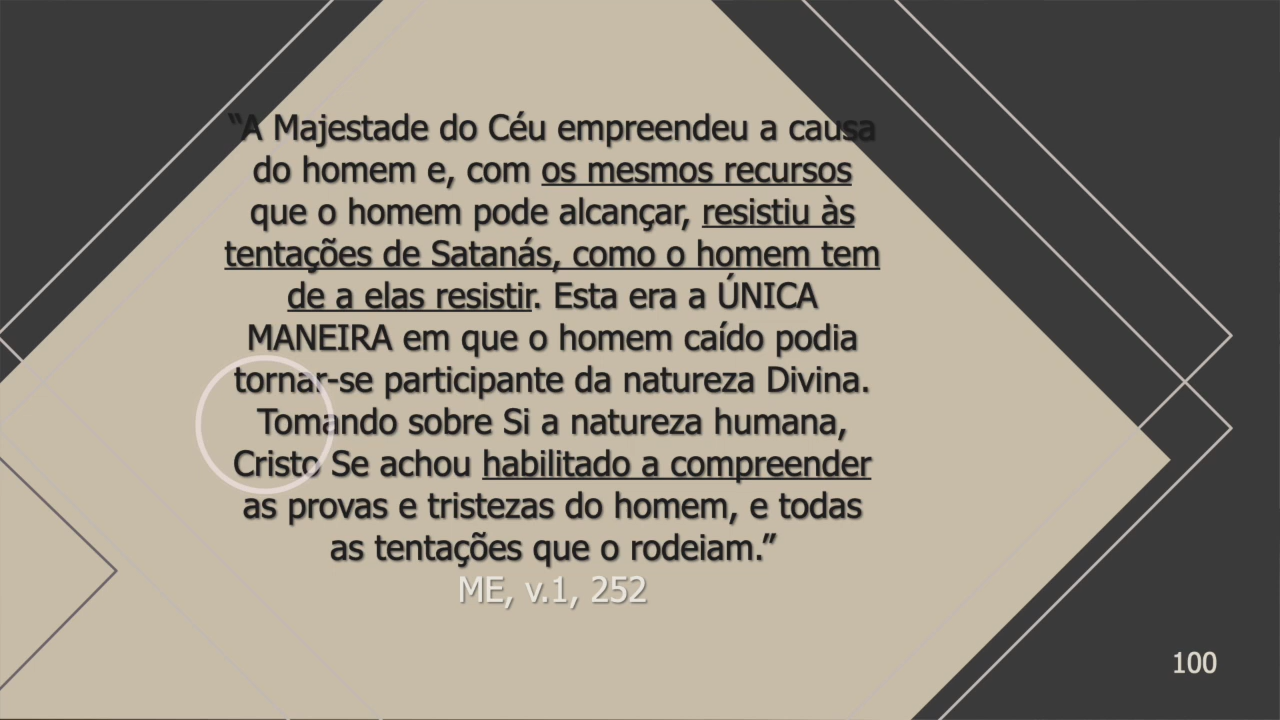 “A Majestade do Céu empreendeu a causa
do homem e, com os mesmos recursos
que o homem pode alcançar, resistiu às
tentações de Satanás, como o homem tem
de a elas resistir. Esta era a ÚNICA
MANEIRA em que o homem caído podia
tornar-se participante da natureza Divina.
Tomando sobre Si a natureza humana,
Cristo Se achou habilitado a compreender
as provas e tristezas do homem, e todas
as tentações que o rodeiam.”
ME, v.1, 252
100